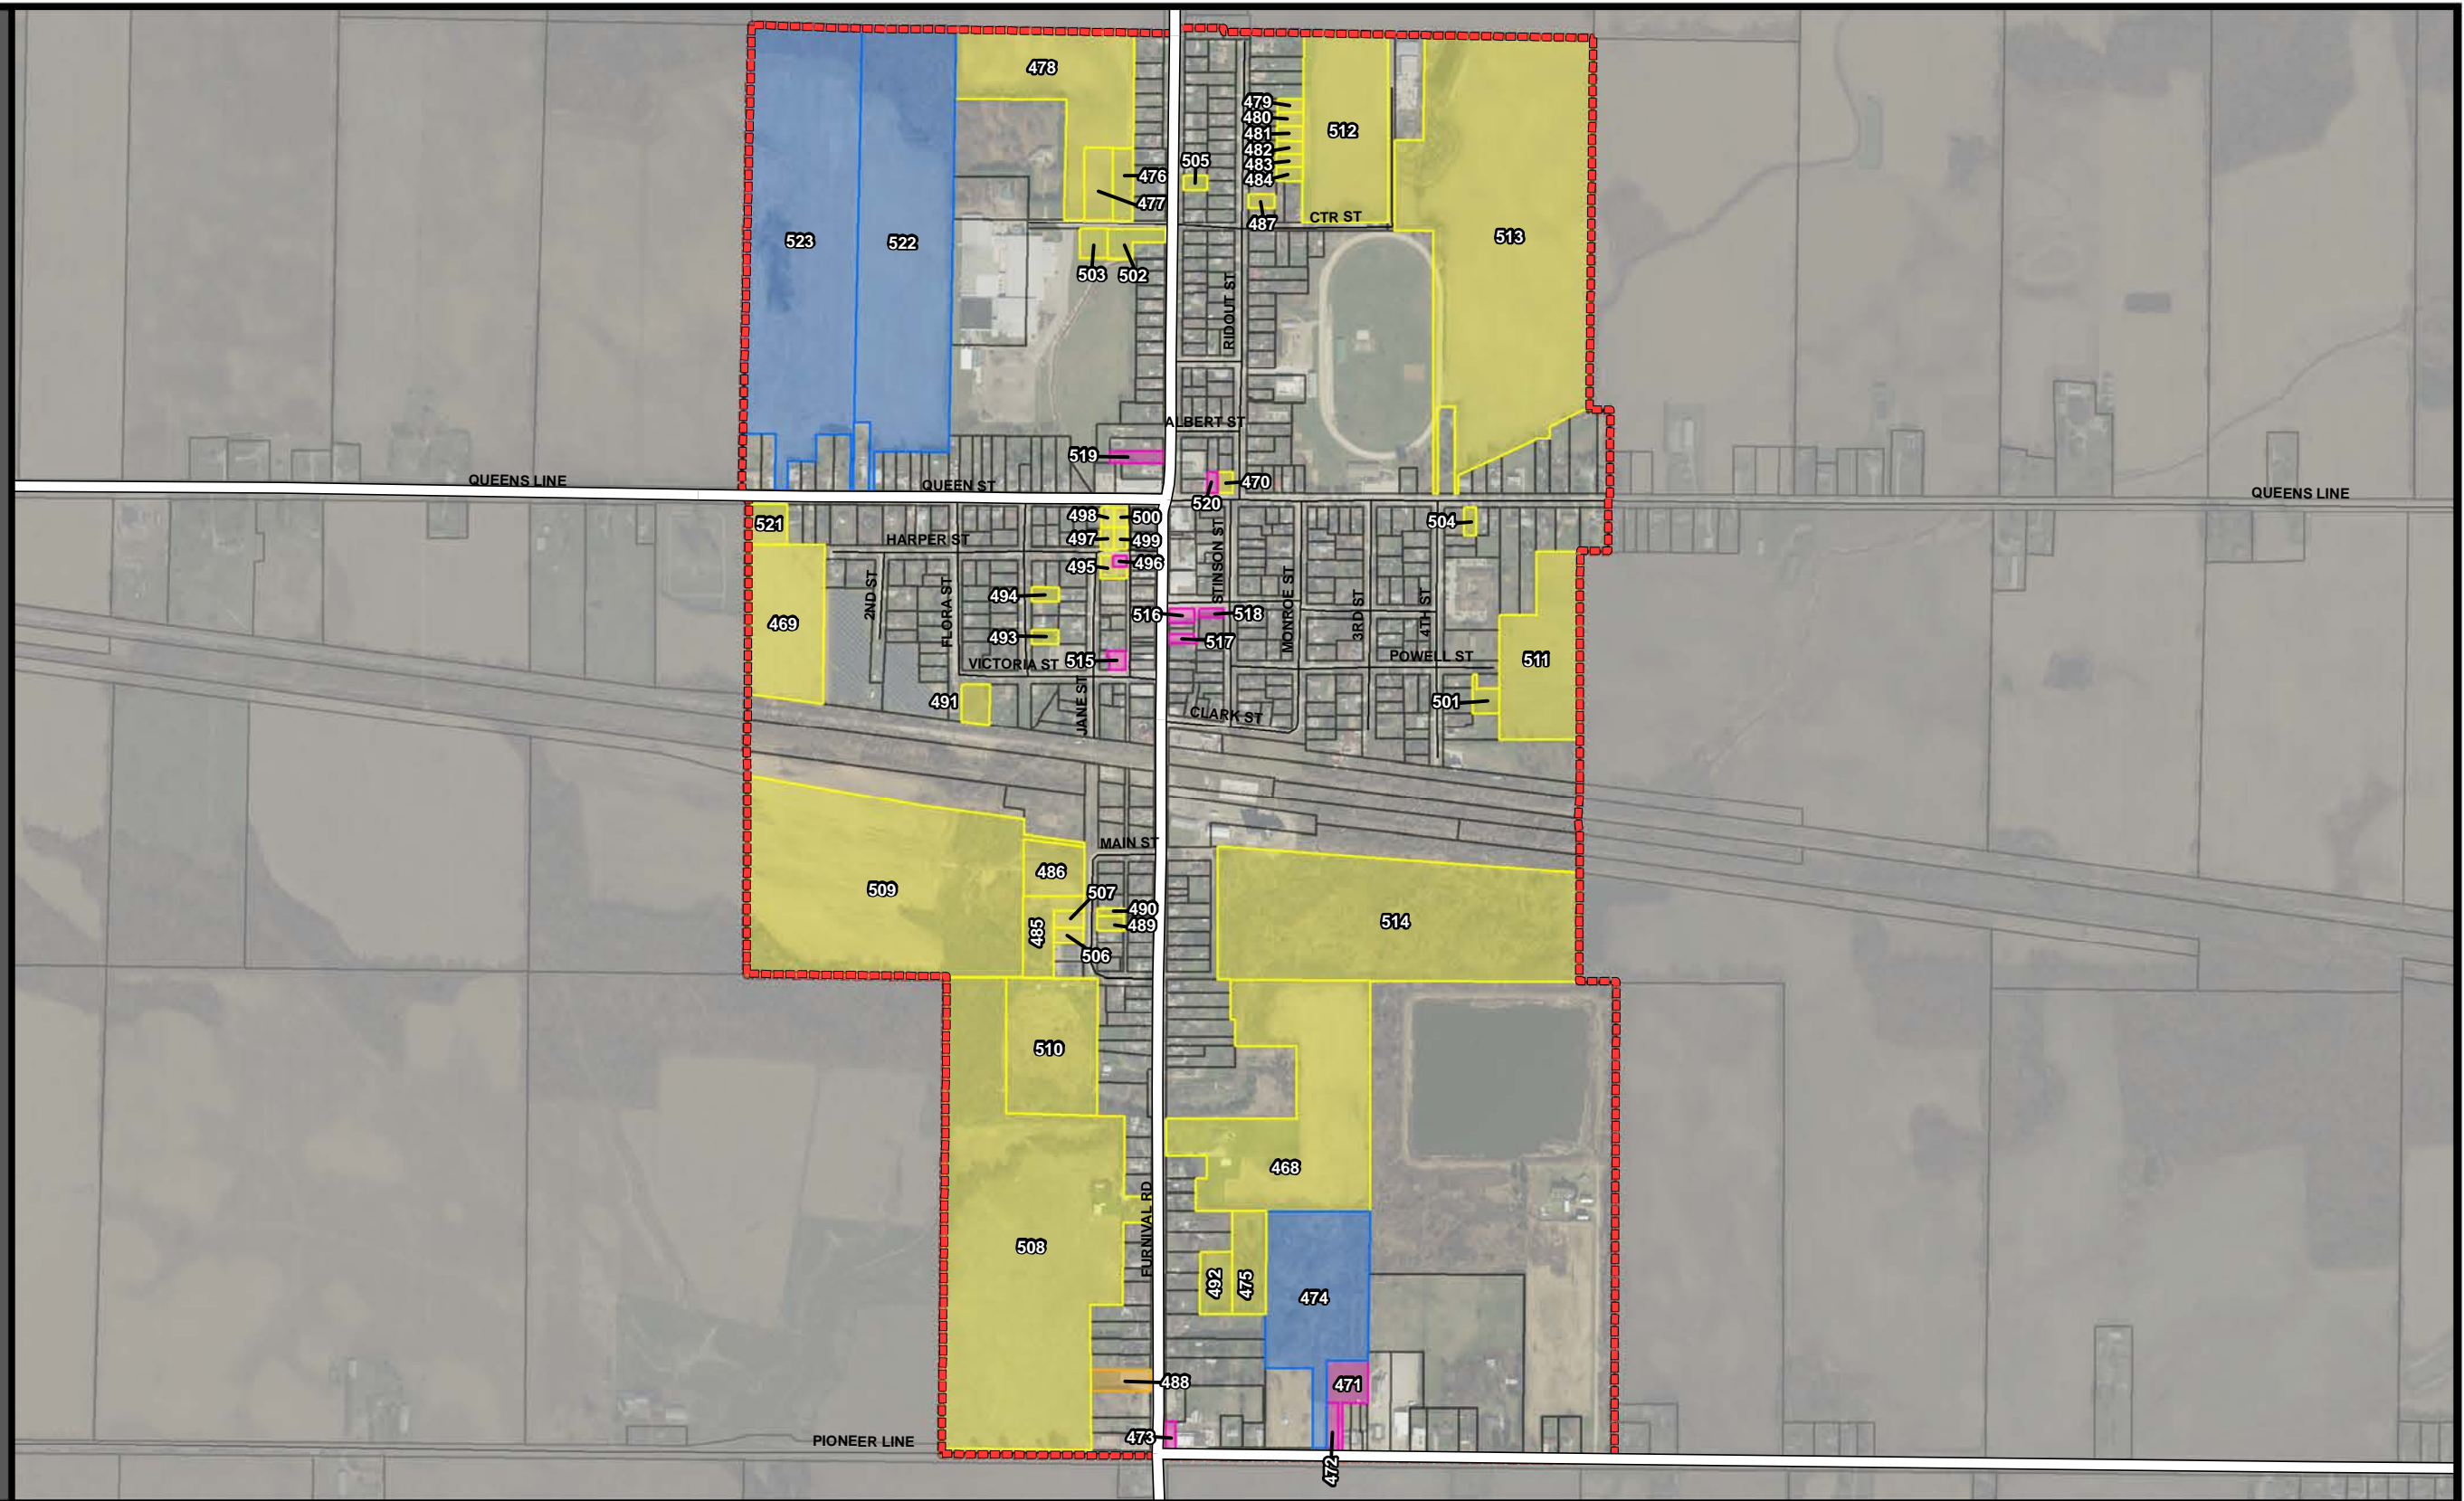 478
479
480
512
481
482
505
483
476
484
477
CTR ST
487
513
523
522
503
502
RIDOUT ST
ALBERT ST
519
470
QUEENS LINE
QUEEN ST
QUEENS LINE
520
498
500
504
521
497
499
HARPER ST
STINSON ST
495
496
2ND ST
FLORA ST
494
MONROE ST
3RD ST
4TH ST
516
518
469
493
517
VICTORIA ST
515
POWELL ST
511
491
JANE ST
501
CLARK ST
MAIN ST
486
509
507
490
485
489
514
506
510
468
FURNIVAL RD
508
492
475
474
488
471
473
PIONEER LINE
472